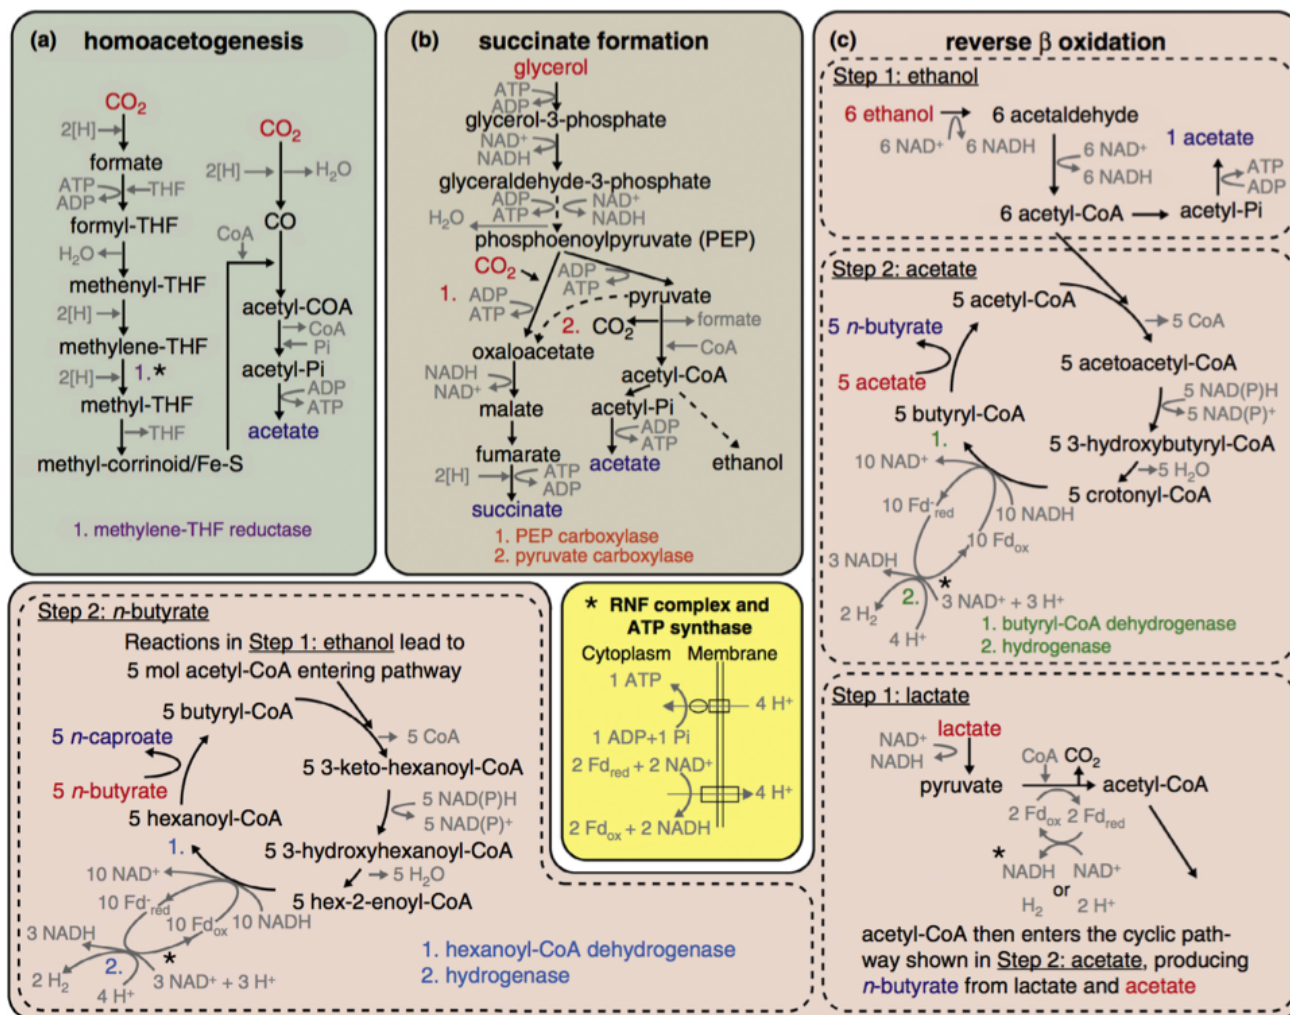 (a) homoacetogenesis
CO2
2[H]
formate
ATP
ADP
THF
formyl-THF
H2O
methenyl-THF
2[H]
methylene-THF
2[H]
1.*
methyl-THF
THF
methyl-corrinoid/Fe-S
CO2
2[H]
H2O
CO
CoA
acetyl-COA
CoA
Pi
acetyl-Pi
ADP
ATP
acetate
1. methylene-THF reductase
(b) succinate formation
glycerol
ATP
ADP
glycerol-3-phosphate
NAD+
NADH
glyceraldehyde-3-phosphate
ADP
ATP
NAD+
NADH
H2O
phosphoenolpyruvate (PEP)
CO2
1.
ADP
ATP
ADP
ATP
pyruvate
2.
CO2
formate
oxaloacetate
CoA
NADH
NAD+
acetyl-CoA
malate
acetyl-Pi
ADP
ATP
fumarate
2[H]
ATP
ADP
acetate
ethanol
succinate
1. PEP carboxylase
2. pyruvate carboxylase
(c) reverse β oxidation
Step 1: ethanol
6 ethanol
6 acetaldehyde
6 NAD+
6 NADH
6 NAD+
6 NADH
1 acetate
ATP
ADP
6 acetyl-CoA
acetyl-Pi
Step 2: acetate
5 acetyl-CoA
5 n-butyrate
5 CoA
5 acetate
5 acetoacetyl-CoA
5 NAD(P)H
5 NAD(P)+
5 butyryl-CoA
1.
5 3-hydroxybutyryl-CoA
10 NAD+
5 H2O
5 crotonyl-CoA
10 Fd-red
10 NADH
10 Fdox
3 NADH
*
2 H2
2.
3 NAD+ + 3 H+
4 H+
1. butyryl-CoA dehydrogenase
2. hydrogenase
Step 2: n-butyrate
Reactions in Step 1: ethanol lead to
5 mol acetyl-CoA entering pathway
5 butyryl-CoA
5 n-caproate
5 CoA
5 n-butyrate
5 3-keto-hexanoyl-CoA
5 NAD(P)H
5 NAD(P)+
5 hexanoyl-CoA
1.
5 3-hydroxyhexanoyl-CoA
10 NAD+
5 H2O
5 hex-2-enoyl-CoA
10 Fd-red
10 NADH
10 Fdox
3 NADH
*
2 H2
2.
3 NAD+ + 3 H+
4 H+
1. hexanoyl-CoA dehydrogenase
2. hydrogenase
* RNF complex and
ATP synthase
Cytoplasm Membrane
1 ATP
4 H+
1 ADP+1 Pi
2 Fdred + 2 NAD+
4 H+
2 Fdox + 2 NADH
Step 1: lactate
lactate
NAD+
NADH
pyruvate
CoA
CO2
acetyl-CoA
2 Fdox 2 Fdred
*
NADH NAD+
or
H2 2 H+
acetyl-CoA then enters the cyclic path-
way shown in Step 2: acetate, producing
n-butyrate from lactate and acetate